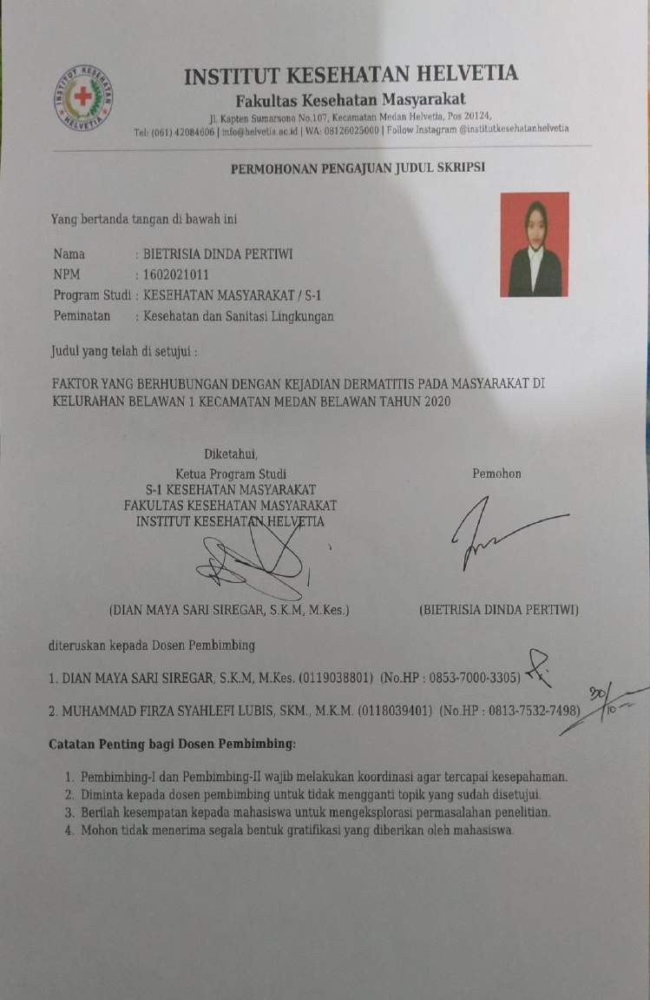 INSTITUT KESEHATAN HELVETIA
INSTITUT KESEHATAN HELVETIA
Fakultas Kesehatan Masyarakat
Jl. Kapten Sumarsono No.107, Kecamatan Medan Helvetia, Pos 20124,
Tel: (061) 42084606 | info@helvetia.ac.id | WA: 08126025000 | Follow Instagram @institutkesehatanhelvetia
PERMOHONAN PENGAJUAN JUDUL SKRIPSI
Yang bertanda tangan di bawah ini
Nama : BIETRISIA DINDA PERTIWI
NPM : 1602021011
Program Studi : KESEHATAN MASYARAKAT / S-1
Peminatan : Kesehatan dan Sanitasi Lingkungan
Judul yang telah di setujui :
FAKTOR YANG BERHUBUNGAN DENGAN KEJADIAN DERMATITIS PADA MASYARAKAT DI
KELURAHAN BELAWAN 1 KECAMATAN MEDAN BELAWAN TAHUN 2020
Diketahui,
Ketua Program Studi
S-1 KESEHATAN MASYARAKAT
FAKULTAS KESEHATAN MASYARAKAT
INSTITUT KESEHATAN HELVETIA
(DIAN MAYA SARI SIREGAR, S.K.M, M.Kes.)
Pemohon
(BIETRISIA DINDA PERTIWI)
diteruskan kepada Dosen Pembimbing
1. DIAN MAYA SARI SIREGAR, S.K.M, M.Kes. (0119038801) (No.HP : 0853-7000-3305)
2. MUHAMMAD FIRZA SYAHLEFI LUBIS, SKM., M.K.M. (0118039401) (No.HP : 0813-7532-7498) 30/10
Catatan Penting bagi Dosen Pembimbing:
1. Pembimbing-I dan Pembimbing-II wajib melakukan koordinasi agar tercapai kesepahaman.
2. Diminta kepada dosen pembimbing untuk tidak mengganti topik yang sudah disetujui.
3. Berilah kesempatan kepada mahasiswa untuk mengeksplorasi permasalahan penelitian.
4. Mohon tidak menerima segala bentuk gratifikasi yang diberikan oleh mahasiswa.